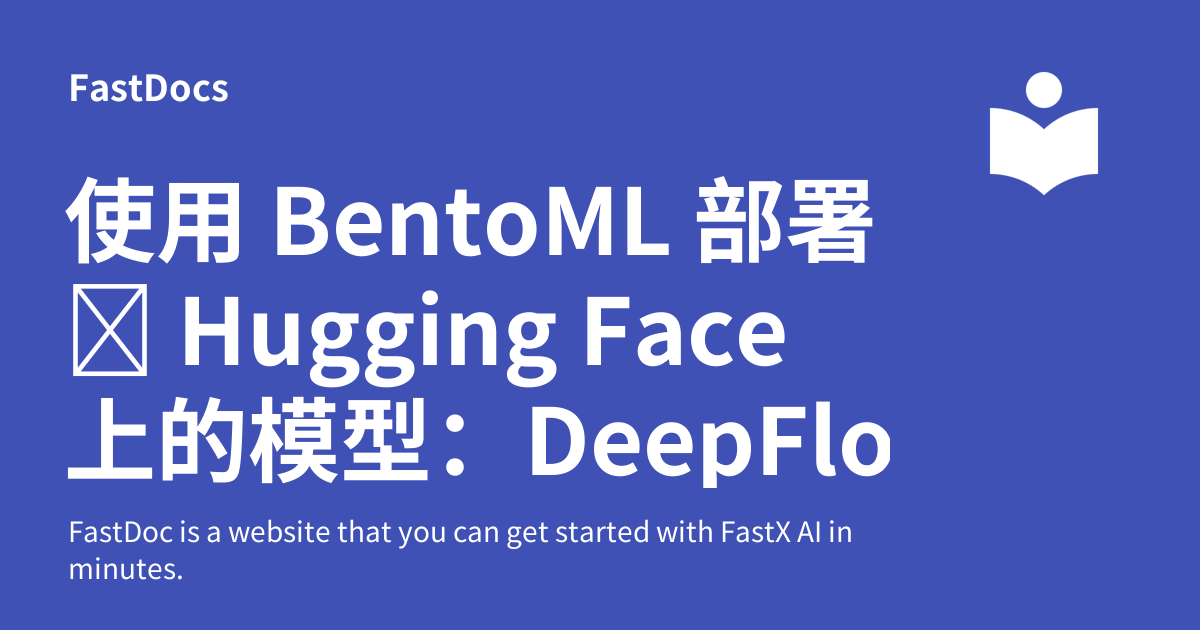 FastDocs
使用 BentoML 部署
Hugging Face
上的模型：DeepFlo
FastDoc is a website that you can get started with FastX AI in
minutes.